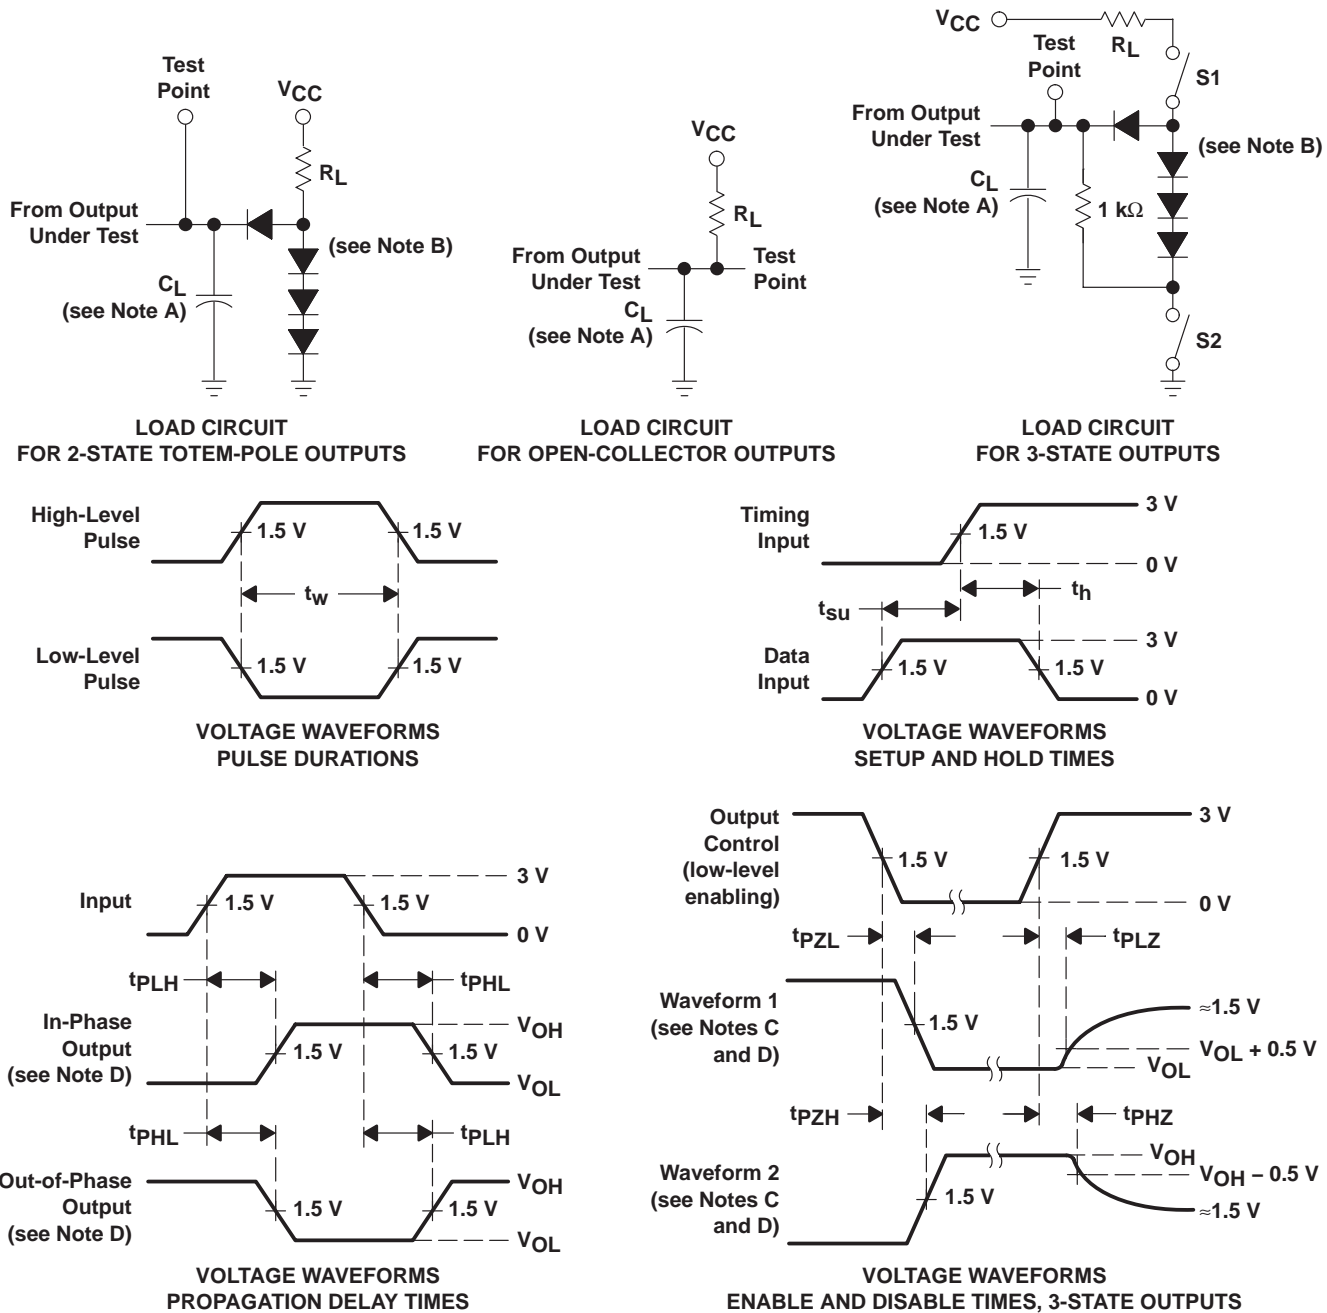 Test
Point
VCC
RL
From Output
Under Test
(see Note B)
CL
(see Note A)
LOAD CIRCUIT
FOR 2-STATE TOTEM-POLE OUTPUTS
VCC
RL
From Output
Under Test
Test
Point
CL
(see Note A)
LOAD CIRCUIT
FOR OPEN-COLLECTOR OUTPUTS
VCC
RL
Test
Point
S1
From Output
Under Test
(see Note B)
CL
(see Note A)
1 kΩ
S2
LOAD CIRCUIT
FOR 3-STATE OUTPUTS
High-Level
Pulse
1.5 V
1.5 V
tw
Low-Level
Pulse
1.5 V
1.5 V
VOLTAGE WAVEFORMS
PULSE DURATIONS
Timing
Input
1.5 V
3 V
0 V
th
tsu
Data
Input
1.5 V
1.5 V
3 V
0 V
VOLTAGE WAVEFORMS
SETUP AND HOLD TIMES
Input
1.5 V
1.5 V
3 V
0 V
tPLH
tPHL
In-Phase
Output
(see Note D)
1.5 V
1.5 V
VOH
VOL
tPHL
tPLH
Out-of-Phase
Output
(see Note D)
1.5 V
1.5 V
VOH
VOL
VOLTAGE WAVEFORMS
PROPAGATION DELAY TIMES
Output
Control
(low-level
enabling)
1.5 V
1.5 V
3 V
0 V
tPZL
tPLZ
Waveform 1
(see Notes C
and D)
1.5 V
≈1.5 V
VOL + 0.5 V
VOL
tPZH
tPHZ
Waveform 2
(see Notes C
and D)
1.5 V
VOH
VOH – 0.5 V
≈1.5 V
VOLTAGE WAVEFORMS
ENABLE AND DISABLE TIMES, 3-STATE OUTPUTS